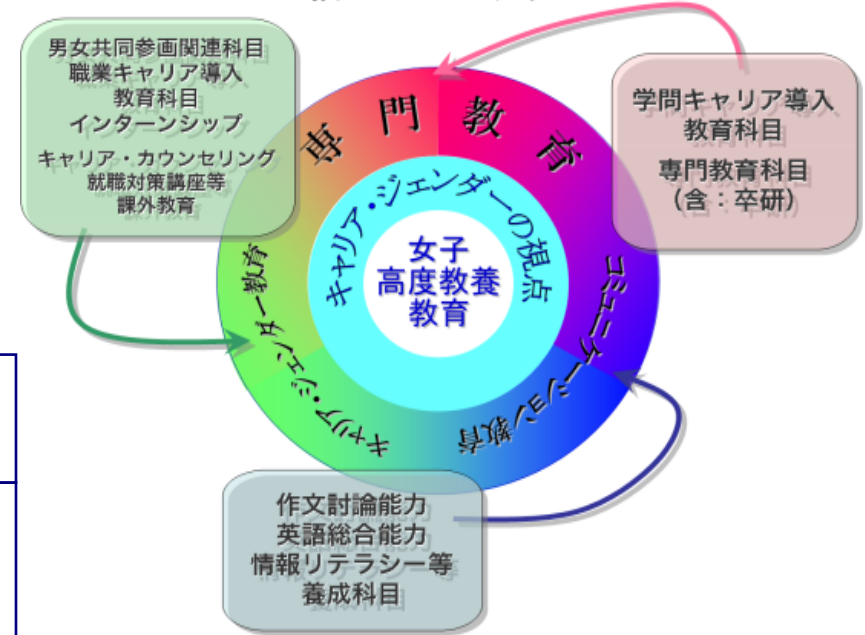 男女共同参画関連科目
職業キャリア導入
教育科目
インターンシップ
キャリア・カウンセリング
就職対策講座等
課外教育
学問キャリア導入
教育科目
専門教育科目
（含：卒研）
専門教育
キャリア・ジェンダーの視点
女子
高度教養
教育
キャリア・ジェンダー教育
コミュニケーション教育
作文討論能力
英語総合能力
情報リテラシー等
養成科目